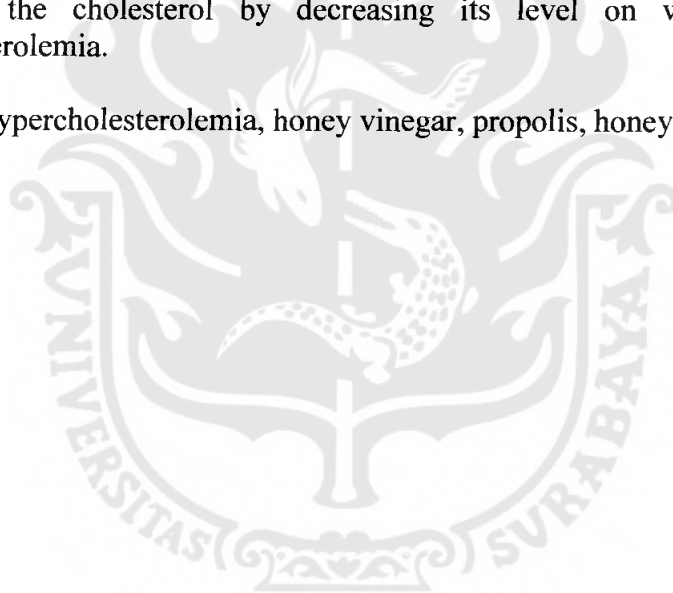 the cholesterol by decreasing its level on
erolemia.
ypercholesterolemia, honey vinegar, propolis, honey
UNIVERSITAS SURABAYA